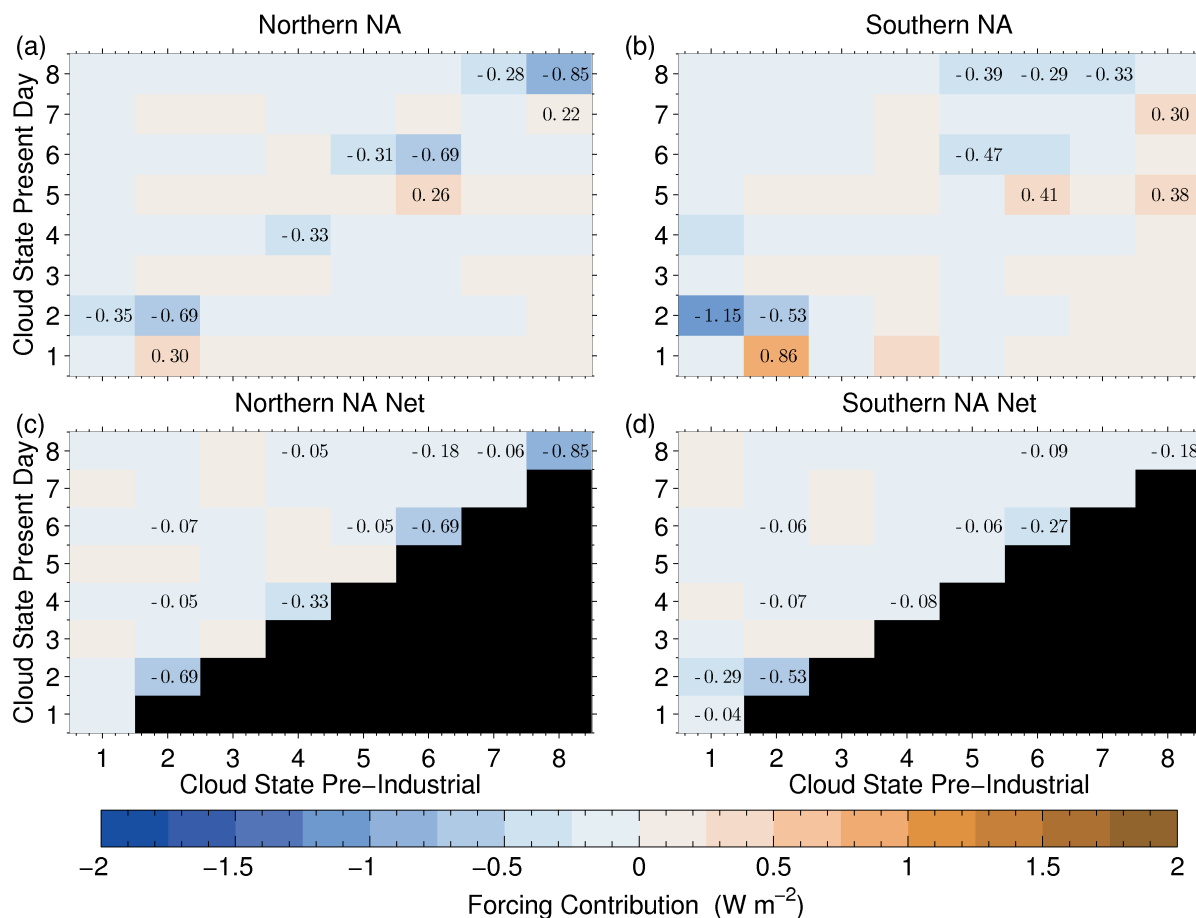 Northern NA
Southern NA
(a)
(b)
Cloud State Present Day
8
7
6
5
4
3
2
1
-0.28 -0.85
0.22
-0.31 -0.69
0.26
-0.33
-0.35 -0.69
0.30
8
7
6
5
4
3
2
1
-0.39 -0.29 -0.33
0.30
-0.47
0.41 0.38
-1.15 -0.53
0.86
Northern NA Net
Southern NA Net
(c)
(d)
Cloud State Present Day
8
7
6
5
4
3
2
1
-0.05 -0.18 -0.06 -0.85
-0.07 -0.05 -0.69
-0.05 -0.33
-0.69
1 2 3 4 5 6 7 8
Cloud State Pre-Industrial
8
7
6
5
4
3
2
1
-0.09 -0.18
-0.06 -0.06 -0.27
-0.07 -0.08
-0.29 -0.53
-0.04
1 2 3 4 5 6 7 8
Cloud State Pre-Industrial
-2 -1.5 -1 -0.5 0 0.5 1 1.5 2
Forcing Contribution (W m⁻²)